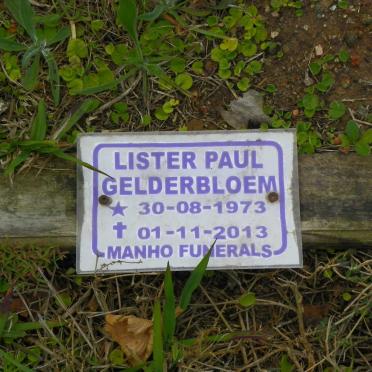 LISTER PAUL
GELDERBLOEM
★ 30-08-1973
✝ 01-11-2013
MANHO FUNERALS